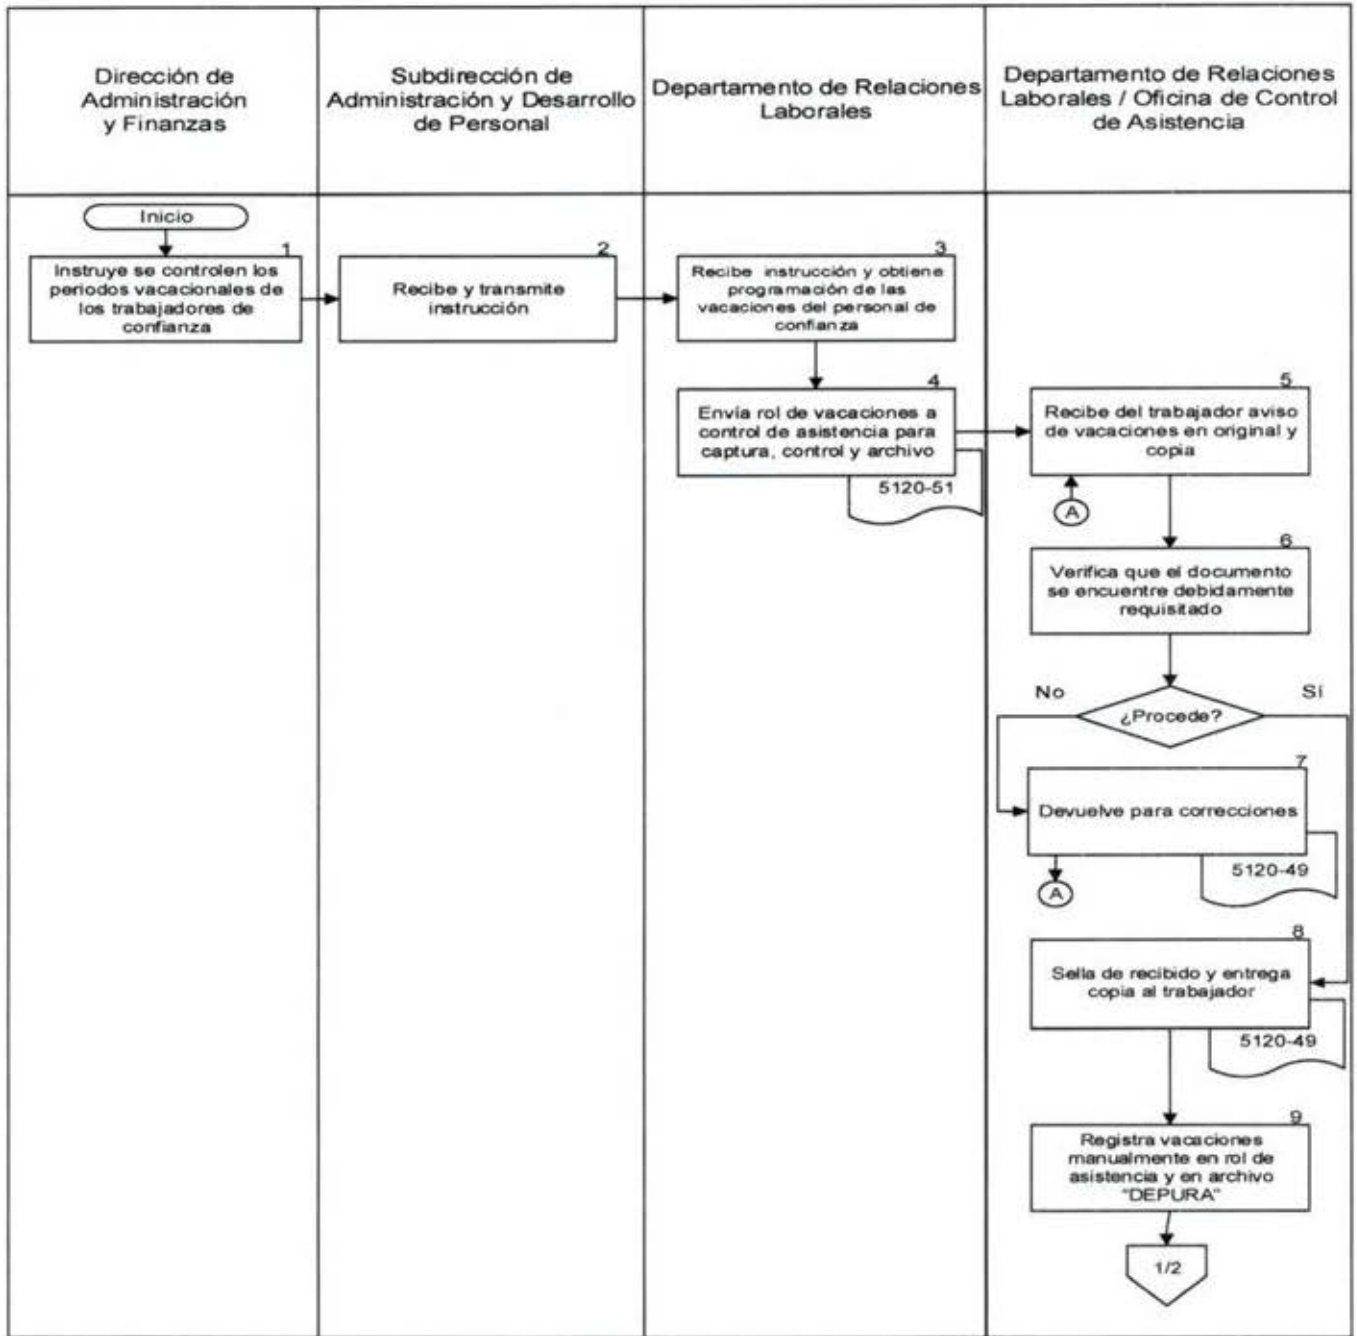 Dirección de
Administración
y Finanzas
Subdirección de
Administración y Desarrollo
de Personal
Departamento de Relaciones
Laborales
Departamento de Relaciones
Laborales / Oficina de Control
de Asistencia
Inicio
1
Instruye se controlen los
periodos vacacionales de
los trabajadores de
confianza
2
Recibe y transmite
instrucción
3
Recibe instrucción y obtiene
programación de las
vacaciones del personal de
confianza
4
Envía rol de vacaciones a
control de asistencia para
captura, control y archivo
5120-51
5
Recibe del trabajador aviso
de vacaciones en original y
copia
A
6
Verifica que el documento
se encuentre debidamente
requisitado
No
Sí
¿Procede?
7
Devuelve para correcciones
5120-49
A
8
Sella de recibido y entrega
copia al trabajador
5120-49
9
Registra vacaciones
manualmente en rol de
asistencia y en archivo
"DEPURA"
1/2